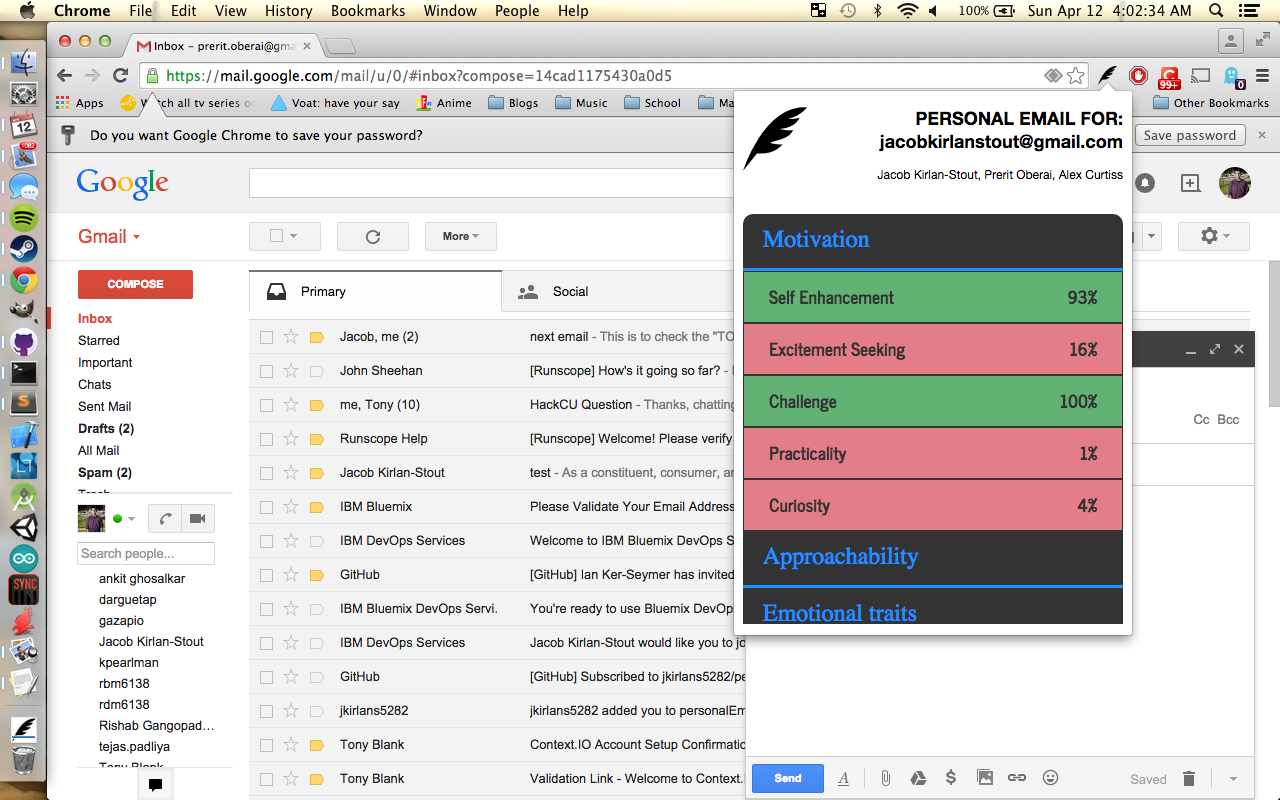 Chrome File Edit View History Bookmarks Window People Help 100% Sun Apr 12 4:02:34 AM
Inbox – prerit.oberai@gma
https://mail.google.com/mail/u/0/#inbox?compose=14cad1175430a0d5
99+ 0
Apps all tv series Voat: have your say Anime Blogs Music School Other Bookmarks
Do you want Google Chrome to save your password? Save password
PERSONAL EMAIL FOR:
jacobkirlanstout@gmail.com
Jacob Kirlan-Stout, Prerit Oberai, Alex Curtiss
Google
Gmail More
COMPOSE
Inbox
Starred
Important
Chats
Sent Mail
Drafts (2)
All Mail
Spam (2)
Trash
Search people...
ankit ghosalkar
darguetap
gazapio
Jacob Kirlan-Stout
kpearlman
rbm6138
rdm6138
Rishab Gangopad...
tejas.padliya
Tony Blank
Primary Social
Jacob, me (2) next email - This is to check the "TO
John Sheehan [Runscope] How's it going so far? -
me, Tony (10) HackCU Question - Thanks, chatting
Runscope Help [Runscope] Welcome! Please verify
Jacob Kirlan-Stout test - As a constituent, consumer,
IBM Bluemix Please Validate Your Email Address
IBM DevOps Services Welcome to IBM Bluemix DevOps S
GitHub [GitHub] Ian Ker-Seymer has invited
IBM Bluemix DevOps Servi. You're ready to use Bluemix DevO
IBM DevOps Services Jacob Kirlan-Stout would like you to jo
GitHub [GitHub] Subscribed to jkirlans5282/pe
jkirlans5282 jkirlans5282 added you to personalEm
Tony Blank Context.IO Account Setup Confirmatio
Tony Blank Validation Link - Welcome to Context.
Motivation
Self Enhancement 93%
Excitement Seeking 16%
Challenge 100%
Practicality 1%
Curiosity 4%
Approachability
Emotional traits
Cc Bcc
Send Saved
12
1082
SYNC